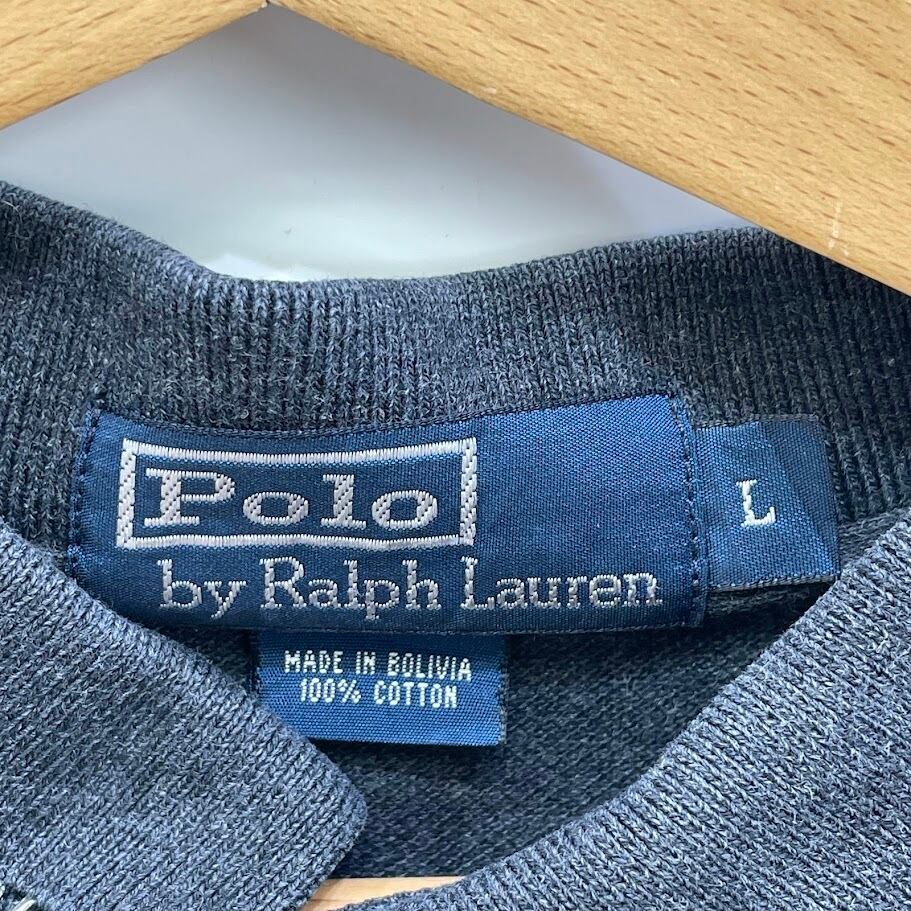 Polo
by Ralph Lauren
L
MADE IN BOLIVIA
100% COTTON